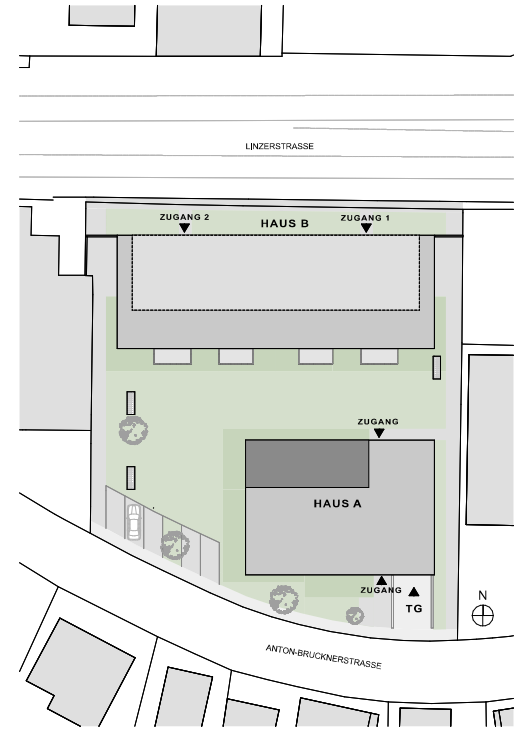 LINZERSTRASSE
ZUGANG 2
HAUS B
ZUGANG 1
ZUGANG
HAUS A
ZUGANG
TG
N
ANTON-BRUCKNERSTRASSE